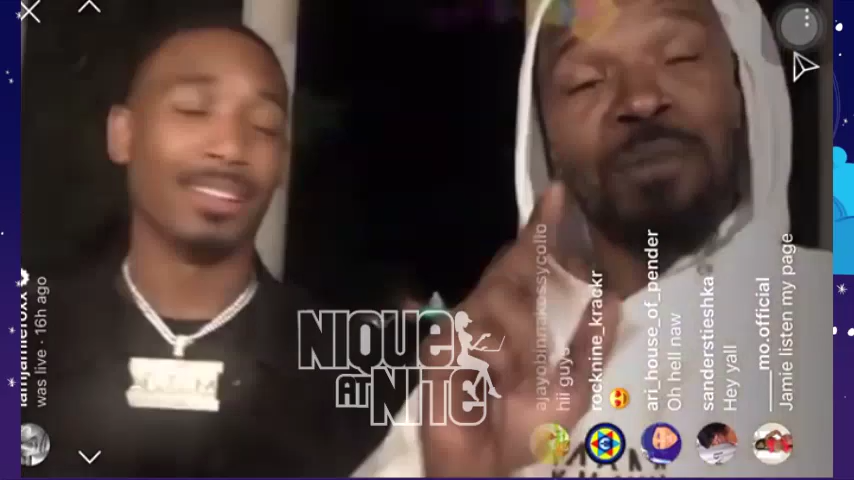 iamjamiefoxx
was live · 16h ago
NIQUE
AT NITE
ajayobinnakossycollo
hii guys
rocknine_krackr
😍
ari_house_of_pender
Oh hell naw
sanderstieshka
Hey yall
___mo.official
Jamie listen my page